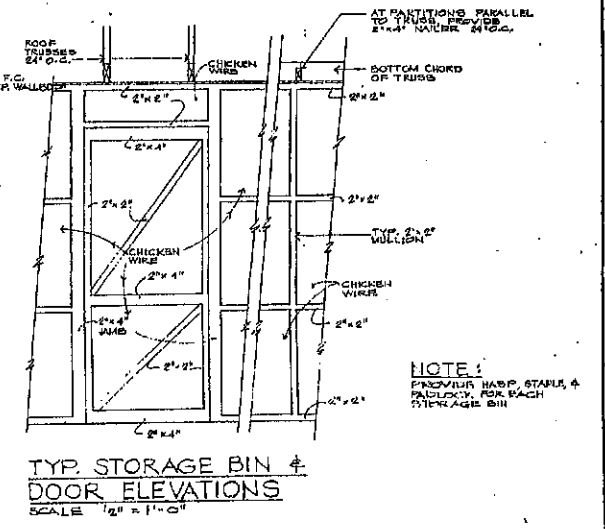 AT PARTITIONS PARALLEL
TO TRUSS, PROVIDE
2"x4" NAILER 24" O.C.
ROOF
TRUSSES
24" O.C.
CHICKEN
WIRE
BOTTOM CHORD
OF TRUSS
F.C.
2"x2"
2"x2"
2"x4"
2"x2"
2"x2"
TYP. 2"x2"
MULLION
CHICKEN
WIRE
2"x4"
CHICKEN
WIRE
2"x4"
JAMB
2"x2"
2"x2"
2"x2"
2"x4"
NOTE:
PROVIDE HASP, STAPLE, &
PADLOCK, FOR EACH
STORAGE BIN
TYP. STORAGE BIN &
DOOR ELEVATIONS
SCALE 1/2" = 1'-0"